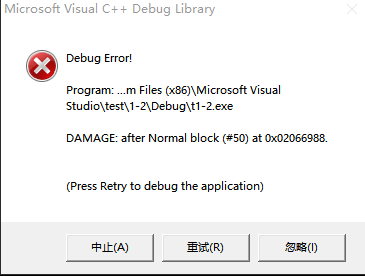 Microsoft Visual C++ Debug Library
Debug Error!
Program: ...m Files (x86)\Microsoft Visual
Studio\test\1-2\Debug\t1-2.exe
DAMAGE: after Normal block (#50) at 0x02066988.
(Press Retry to debug the application)
中止(A) 重试(R) 忽略(I)